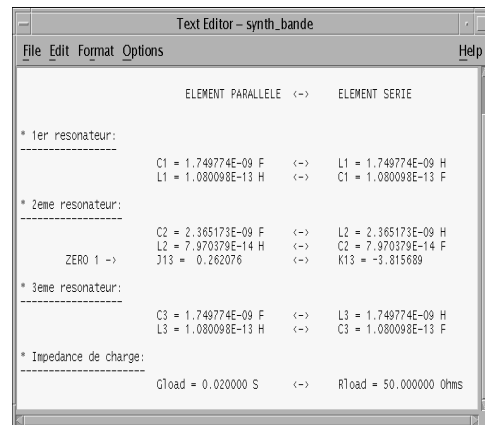 Text Editor – synth_bande
File Edit Format Options Help
ELEMENT PARALLELE <-> ELEMENT SERIE
* 1er resonateur:
-----------------
C1 = 1.749774E-09 F <-> L1 = 1.749774E-09 H
L1 = 1.080098E-13 H <-> C1 = 1.080098E-13 F
* 2eme resonateur:
------------------
C2 = 2.365173E-09 F <-> L2 = 2.365173E-09 H
L2 = 7.970379E-14 H <-> C2 = 7.970379E-14 F
ZERO 1 -> J13 = 0.262076 <-> K13 = -3.815689
* 3eme resonateur:
------------------
C3 = 1.749774E-09 F <-> L3 = 1.749774E-09 H
L3 = 1.080098E-13 H <-> C3 = 1.080098E-13 F
* Impedance de charge:
----------------------
Gload = 0.020000 S <-> Rload = 50.000000 Ohms